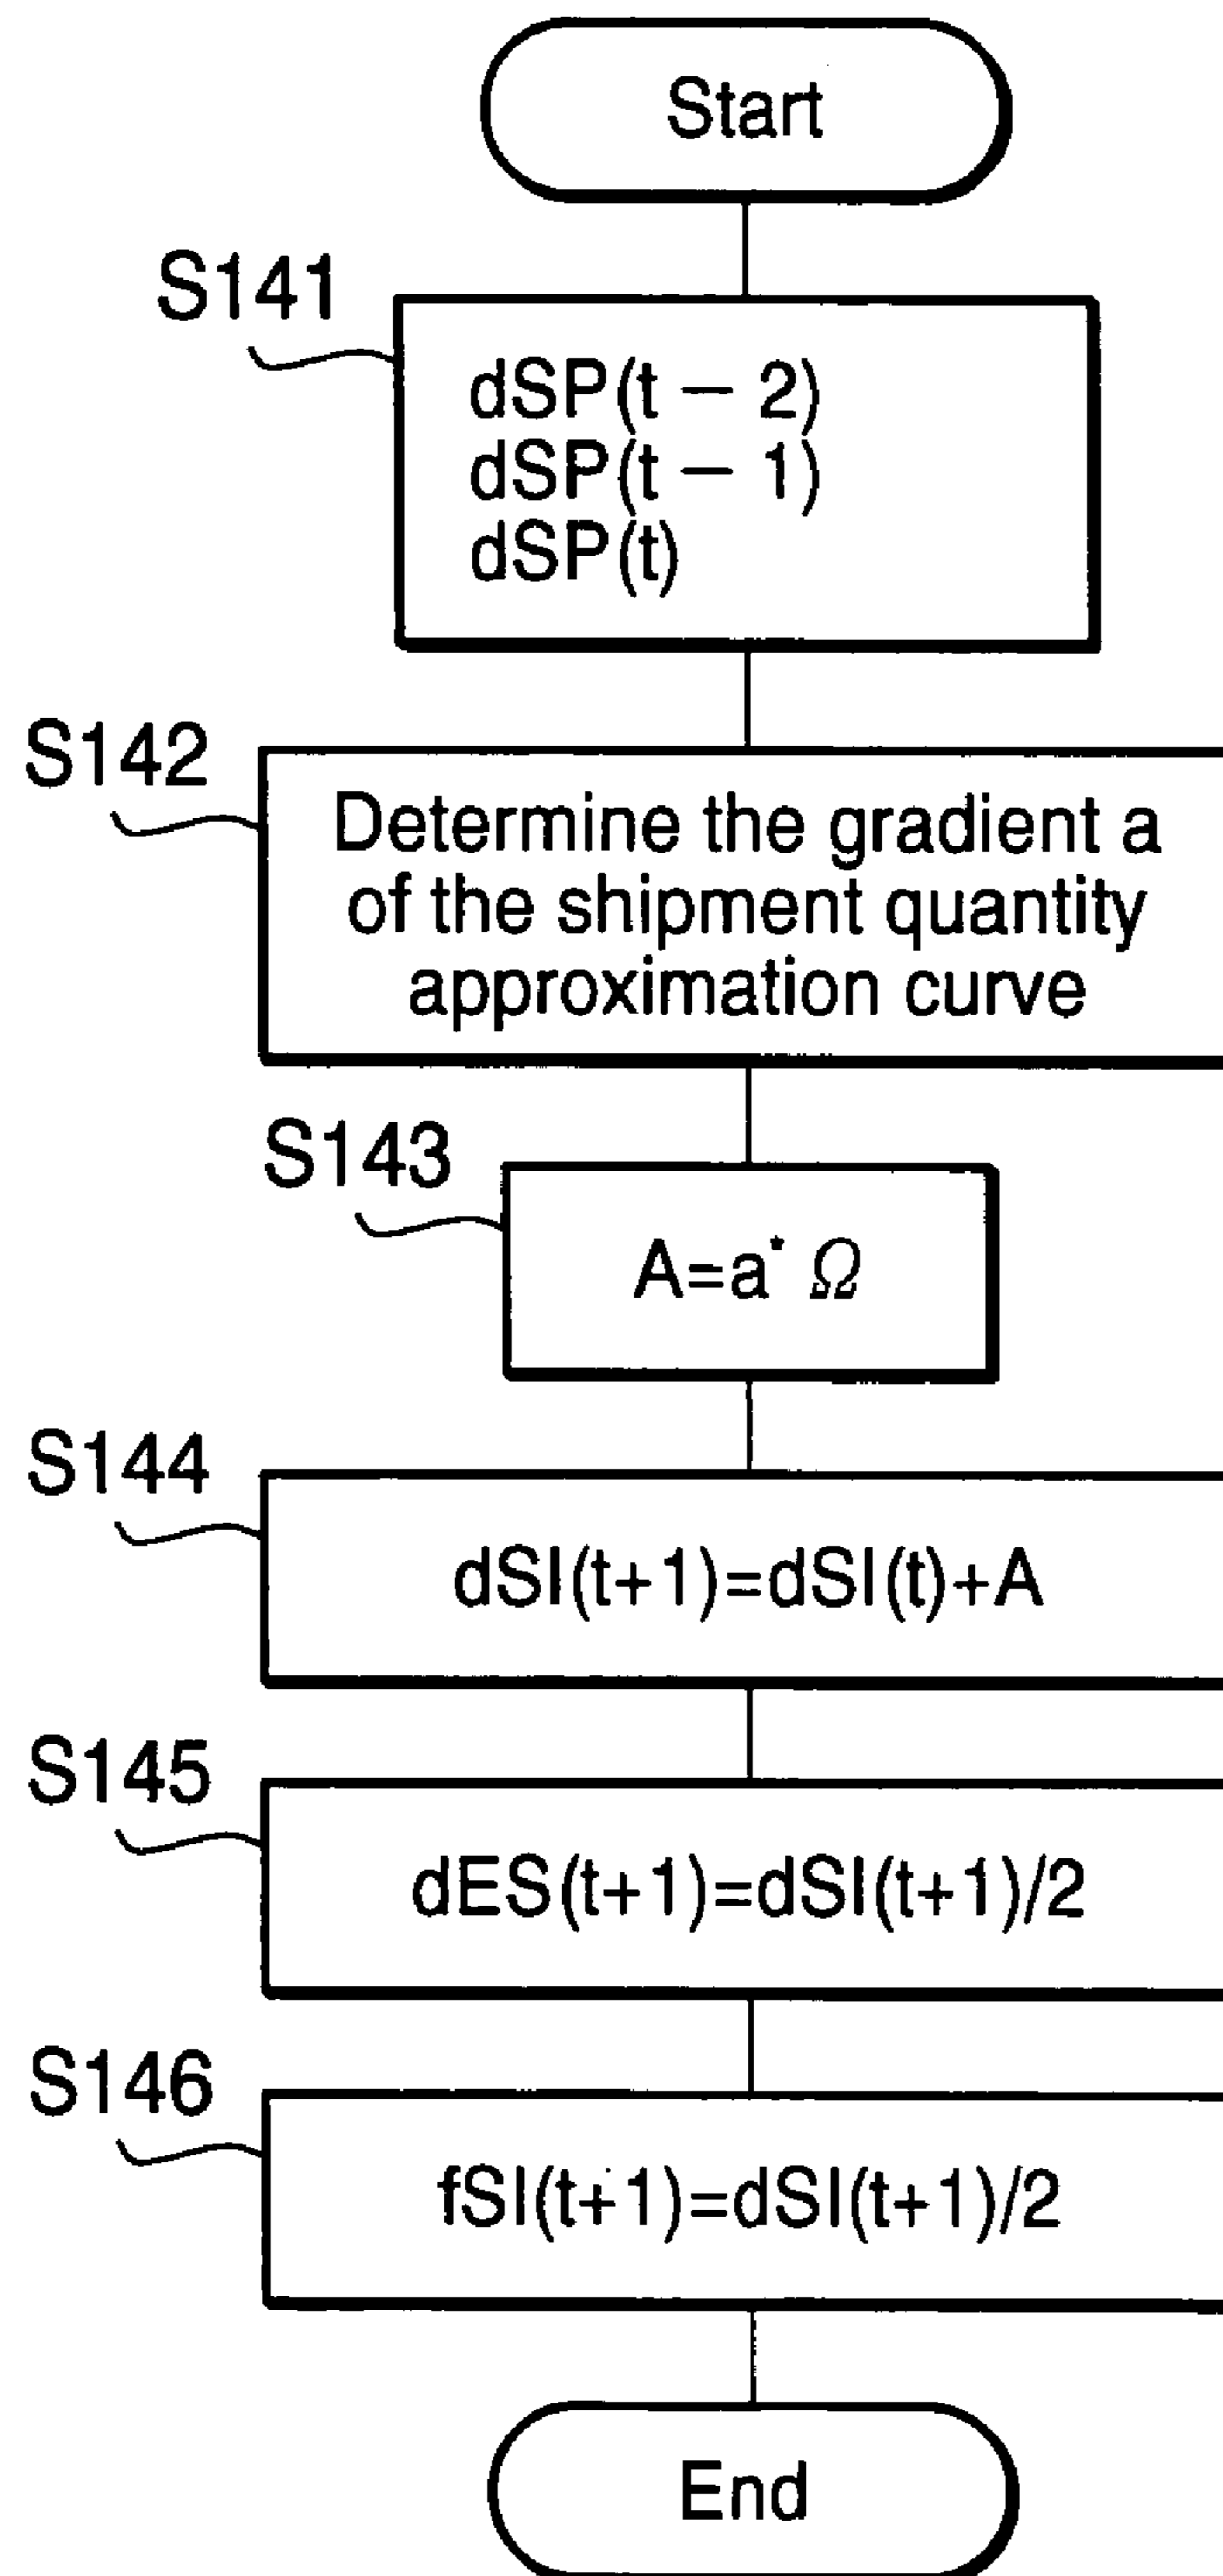 Start
S141
dSP(t − 2)
dSP(t − 1)
dSP(t)
S142
Determine the gradient a
of the shipment quantity
approximation curve
S143
A=a* Ω
S144
dSI(t+1)=dSI(t)+A
S145
dES(t+1)=dSI(t+1)/2
S146
fSI(t+1)=dSI(t+1)/2
End